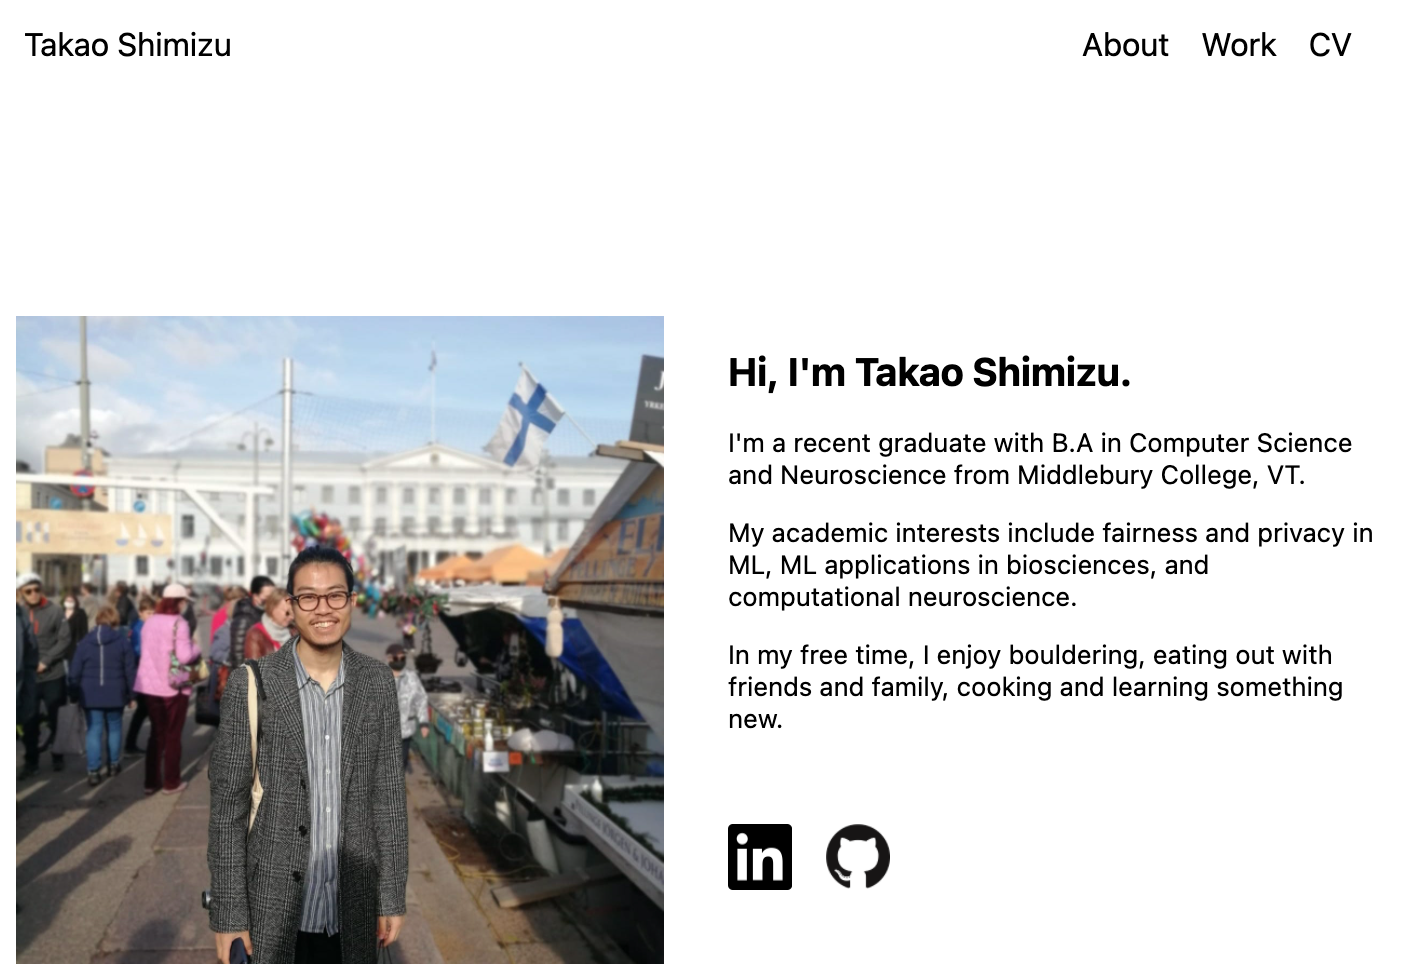 Takao Shimizu
About Work CV
Hi, I'm Takao Shimizu.
I'm a recent graduate with B.A in Computer Science
and Neuroscience from Middlebury College, VT.
My academic interests include fairness and privacy in
ML, ML applications in biosciences, and
computational neuroscience.
In my free time, I enjoy bouldering, eating out with
friends and family, cooking and learning something
new.
in